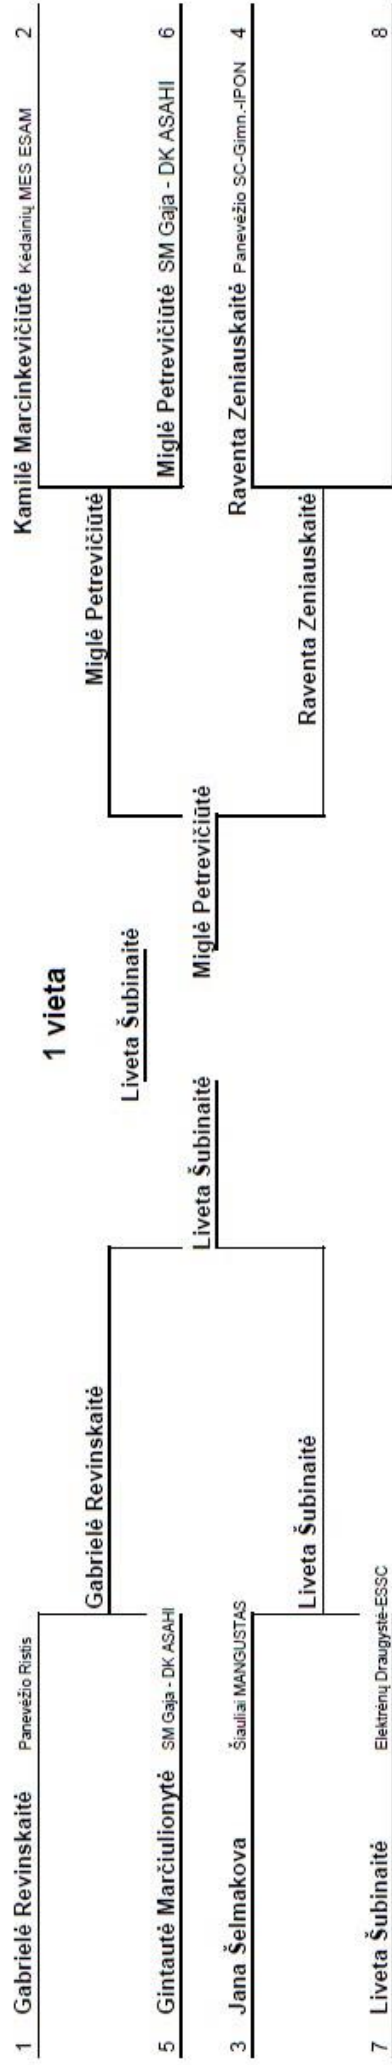 1 Gabrielė Revinskaitė Panevėžio Ristis
Gabrielė Revinskaitė
5 Gintautė Marčiulionytė SM Gaja - DK ASAHI
Liveta Šubinaitė
3 Jana Šelmakova Šiauliai MANGUSTAS
Liveta Šubinaitė
7 Liveta Šubinaitė Elektrėnų Draugystė-ESSC
1 vieta
Liveta Šubinaitė
Kamilė Marcinkevičiūtė Kėdainių MES ESAM 2
Miglė Petrevičiūtė
Miglė Petrevičiūtė SM Gaja - DK ASAHI 6
Miglė Petrevičiūtė
Raventa Zeniauskaitė Panevėžio SC-Gimn.-IPON 4
Raventa Zeniauskaitė
8